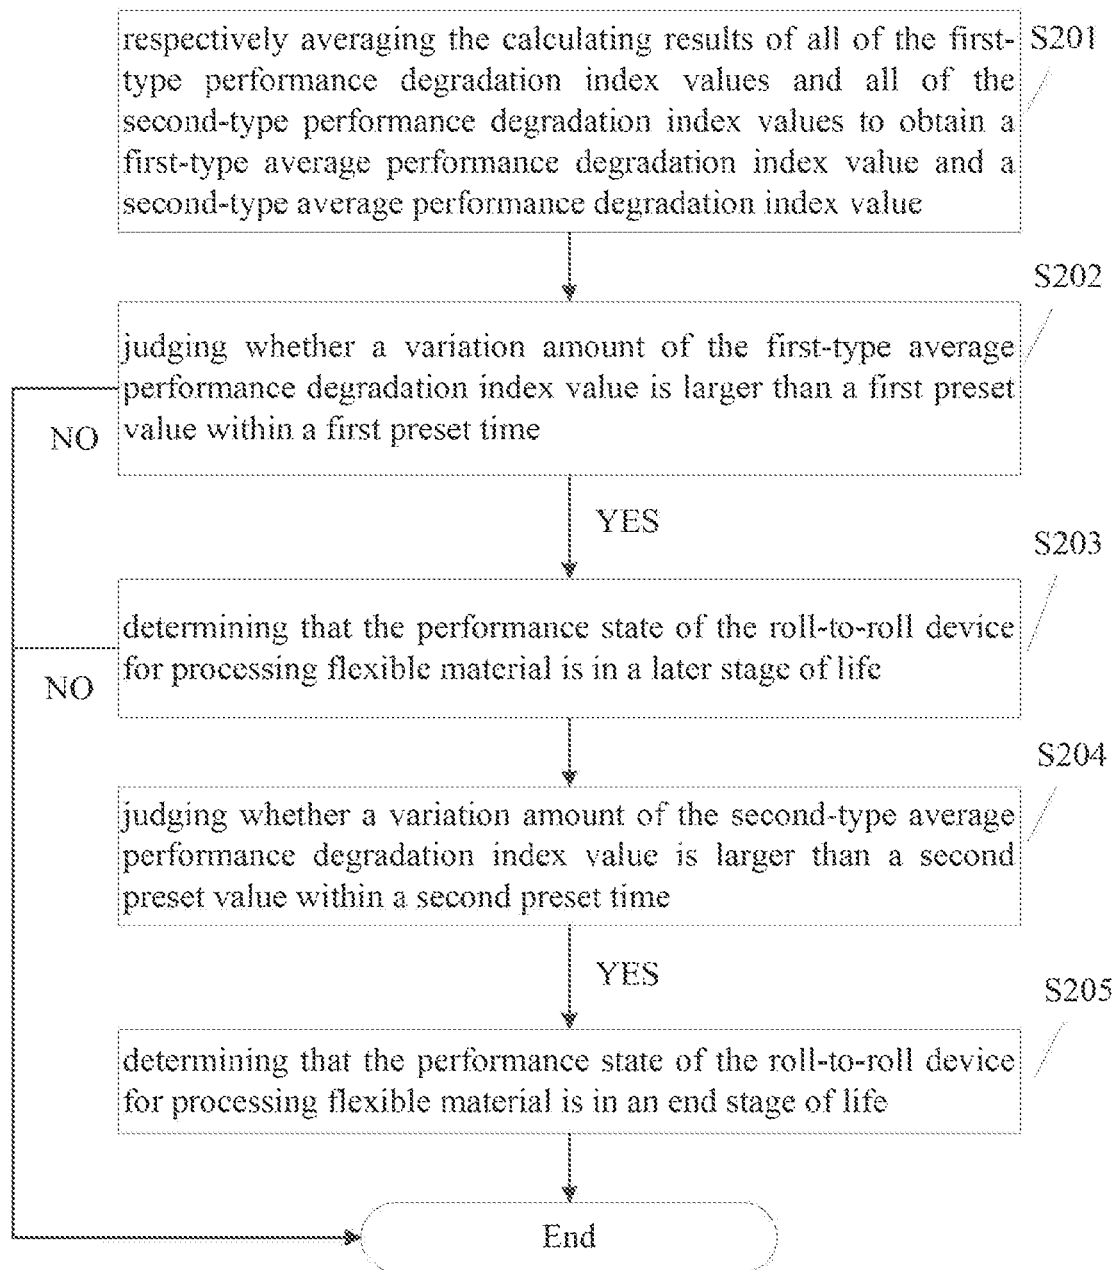 respectively averaging the calculating results of all of the first-
type performance degradation index values and all of the
second-type performance degradation index values to obtain a
first-type average performance degradation index value and a
second-type average performance degradation index value
S201
S202
judging whether a variation amount of the first-type average
performance degradation index value is larger than a first preset
value within a first preset time
NO
YES
S203
determining that the performance state of the roll-to-roll device
for processing flexible material is in a later stage of life
NO
S204
judging whether a variation amount of the second-type average
performance degradation index value is larger than a second
preset value within a second preset time
YES
S205
determining that the performance state of the roll-to-roll device
for processing flexible material is in an end stage of life
End